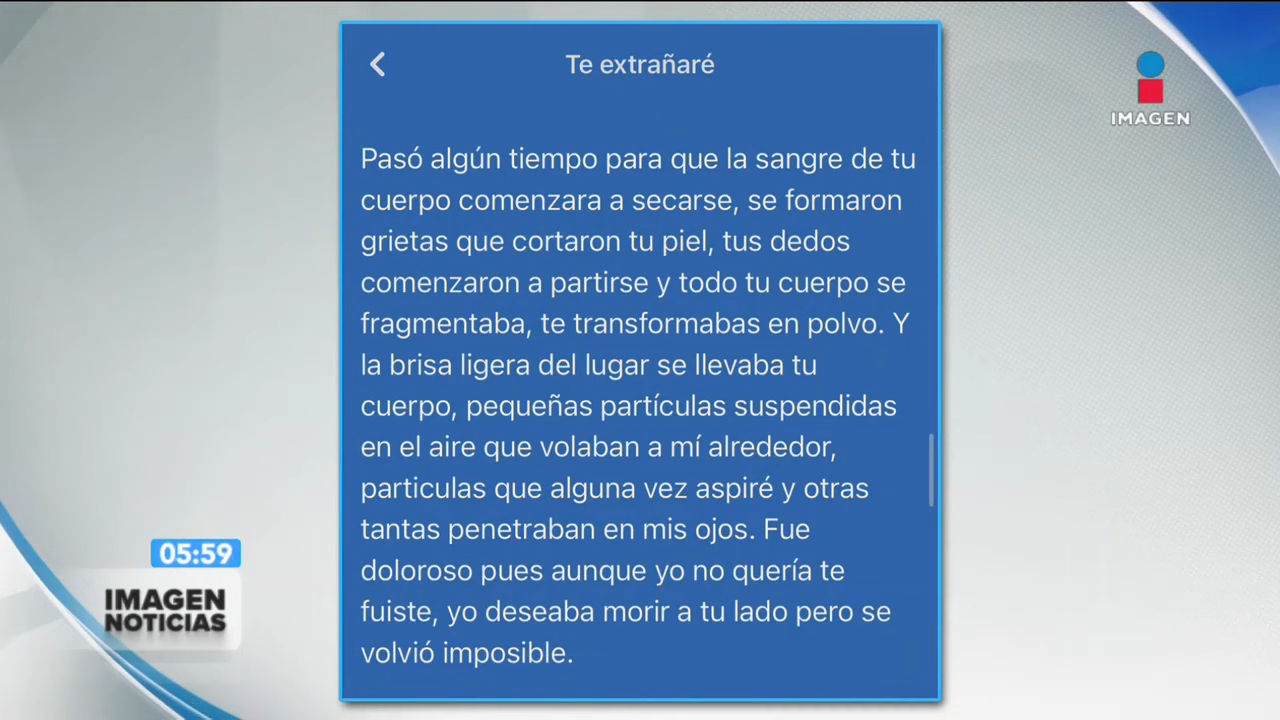 Te extrañaré
IMAGEN
Pasó algún tiempo para que la sangre de tu
cuerpo comenzara a secarse, se formaron
grietas que cortaron tu piel, tus dedos
comenzaron a partirse y todo tu cuerpo se
fragmentaba, te transformabas en polvo. Y
la brisa ligera del lugar se llevaba tu
cuerpo, pequeñas partículas suspendidas
en el aire que volaban a mí alrededor,
particulas que alguna vez aspiré y otras
tantas penetraban en mis ojos. Fue
doloroso pues aunque yo no quería te
fuiste, yo deseaba morir a tu lado pero se
volvió imposible.
05:59
IMAGEN
NOTICIAS